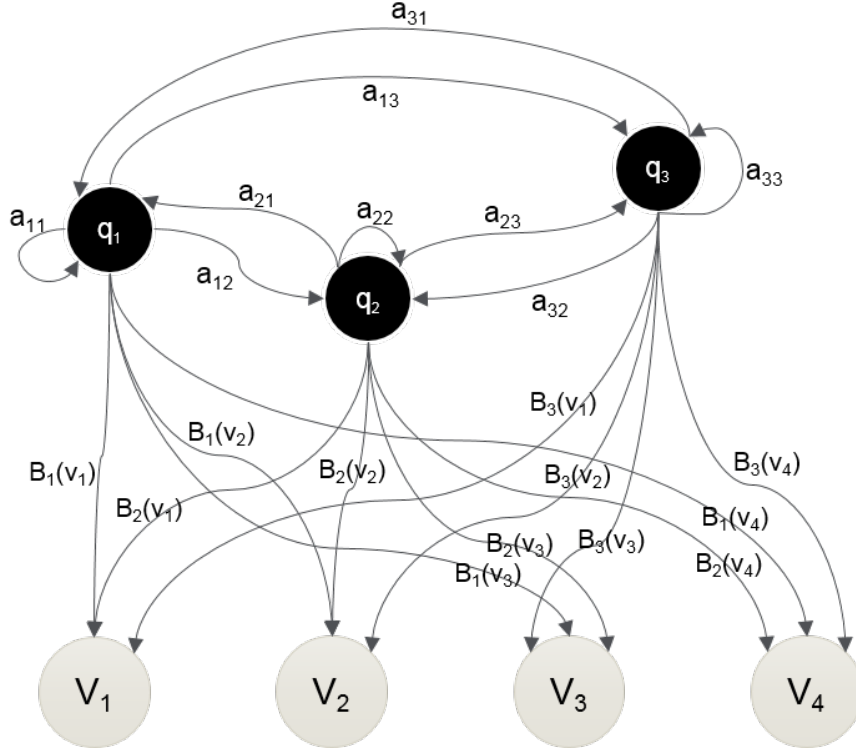 a₃₁
a₁₃
q₃
a₃₃
a₂₁
a₂₂
a₂₃
a₁₁
q₁
a₁₂
q₂
a₃₂
B₃(v₁)
B₁(v₂)
B₁(v₁)
B₂(v₂)
B₃(v₂)
B₃(v₄)
B₂(v₁)
B₁(v₄)
B₂(v₃)
B₃(v₃)
B₁(v₃)
B₂(v₄)
V₁
V₂
V₃
V₄